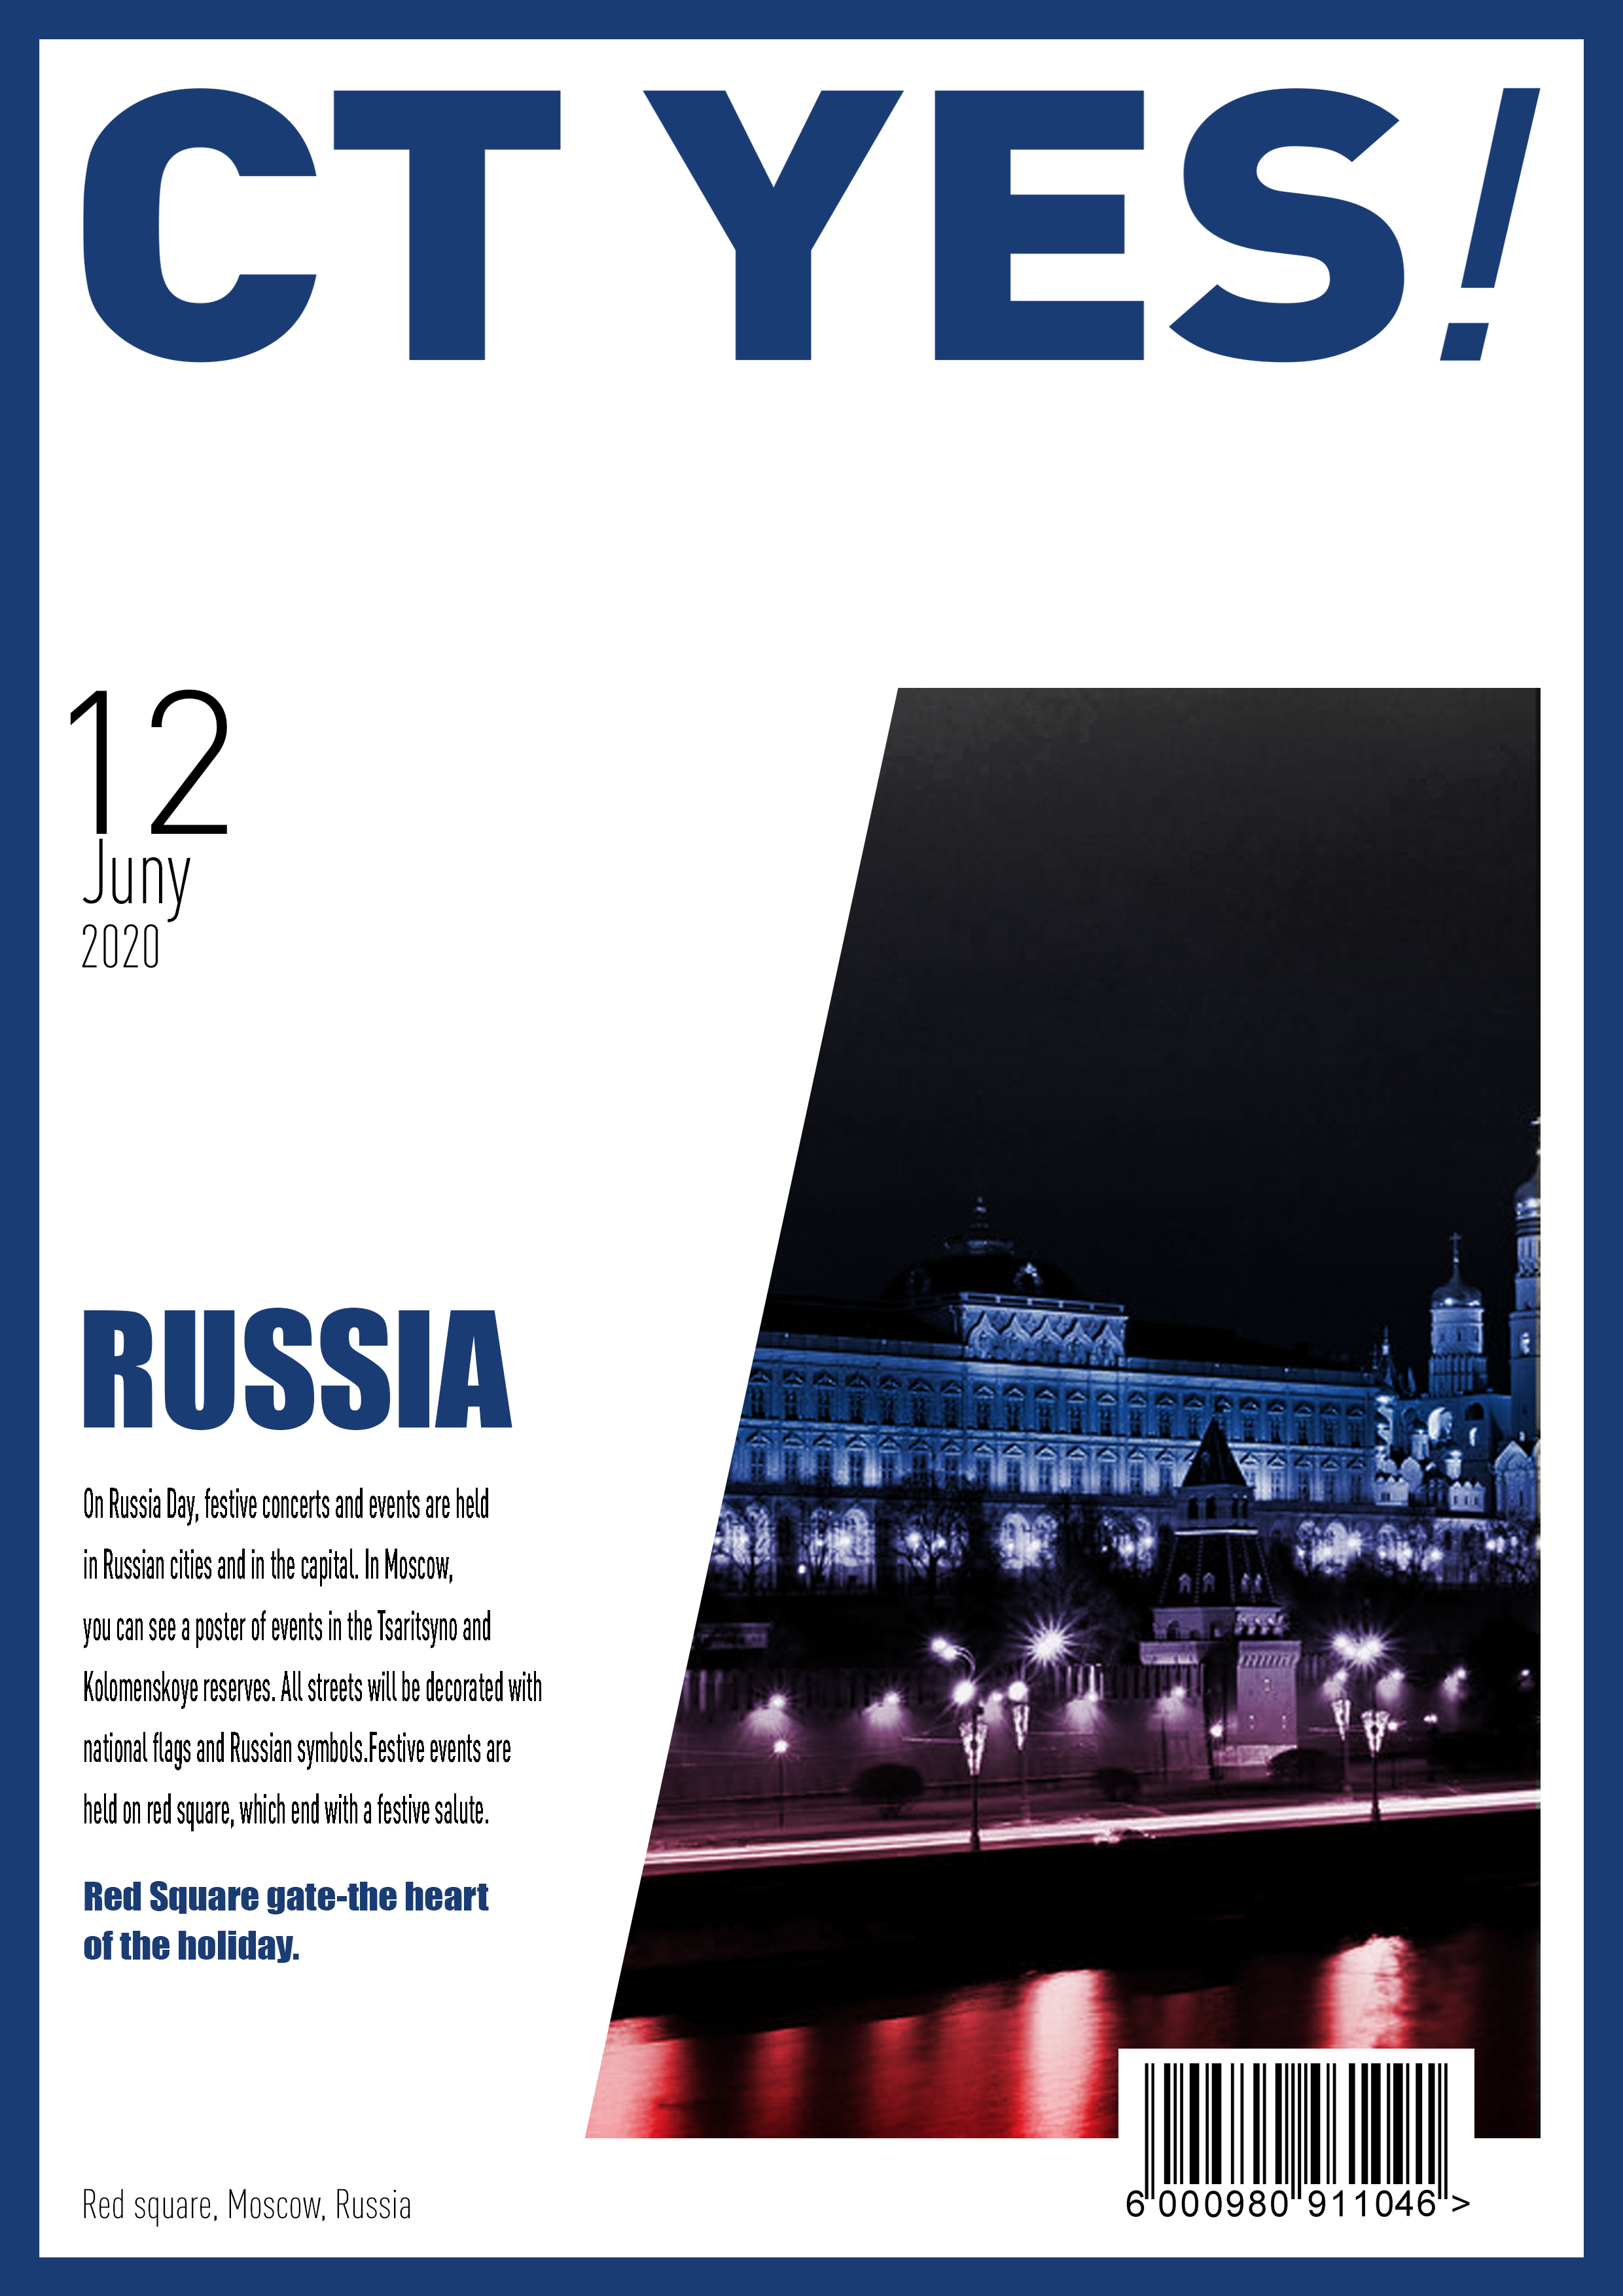 CT YES!
12
Juny
2020
RUSSIA
On Russia Day, festive concerts and events are held
in Russian cities and in the capital. In Moscow,
you can see a poster of events in the Tsaritsyno and
Kolomenskoye reserves. All streets will be decorated with
national flags and Russian symbols.Festive events are
held on red square, which end with a festive salute.
Red Square gate-the heart
of the holiday.
Red square, Moscow, Russia
6 000980 911046 >